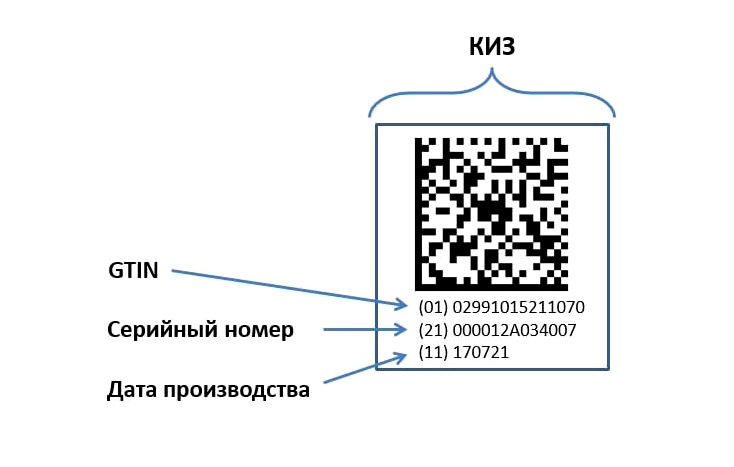 КИЗ
GTIN
(01) 02991015211070
Серийный номер
(21) 000012A034007
(11) 170721
Дата производства